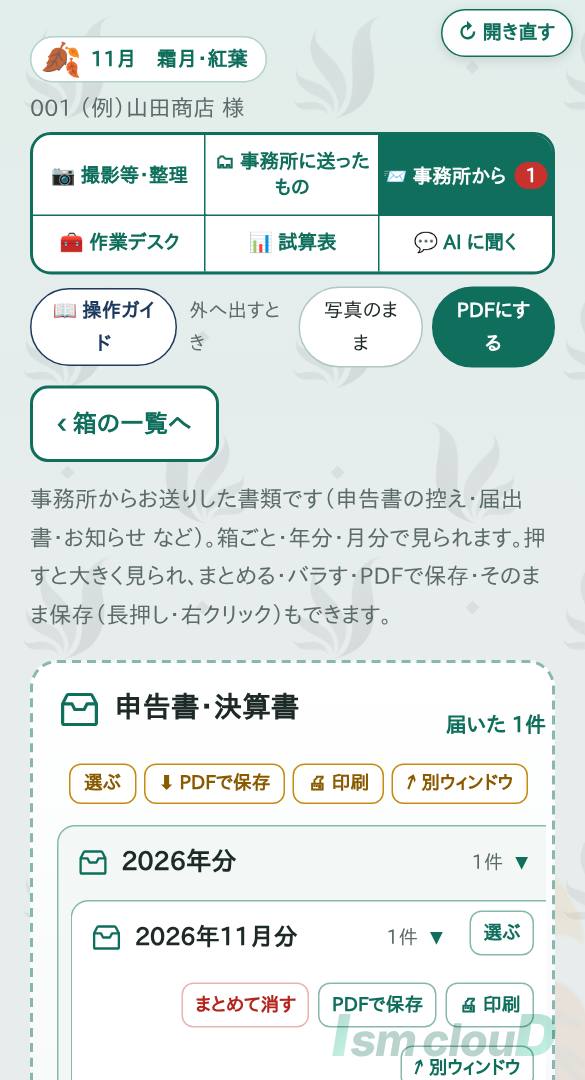 開き直す
11月 霜月・紅葉
001 （例）山田商店 様
撮影等・整理
事務所に送った
もの
事務所から 1
作業デスク
試算表
AI に聞く
操作ガイ
ド
外へ出すと
き
写真のま
ま
PDFにす
る
‹ 箱の一覧へ
事務所からお送りした書類です（申告書の控え・届出
書・お知らせ など）。箱ごと・年分・月分で見られます。押
すと大きく見られ、まとめる・バラす・PDFで保存・そのま
ま保存（長押し・右クリック）もできます。
申告書・決算書
届いた 1件
選ぶ
⬇ PDFで保存
印刷
↗ 別ウィンドウ
2026年分
1件 ▼
2026年11月分
1件 ▼
選ぶ
まとめて消す
PDFで保存
印刷
Ism clouD
↗ 別ウィンドウ